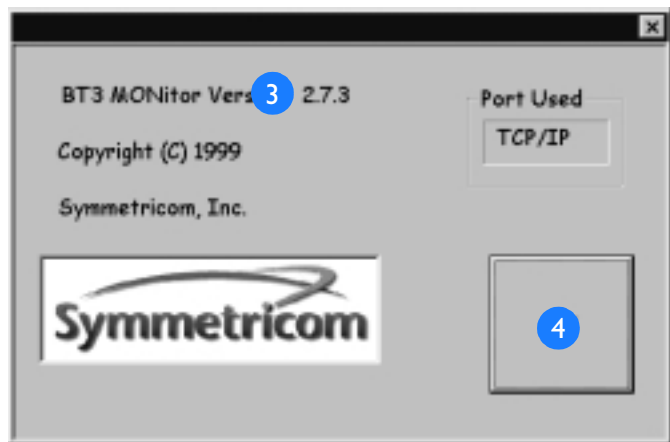 BT3 MONitor Vers 3 2.7.3
Copyright (C) 1999
Symmetricom, Inc.
Port Used
TCP/IP
Symmetricom
4